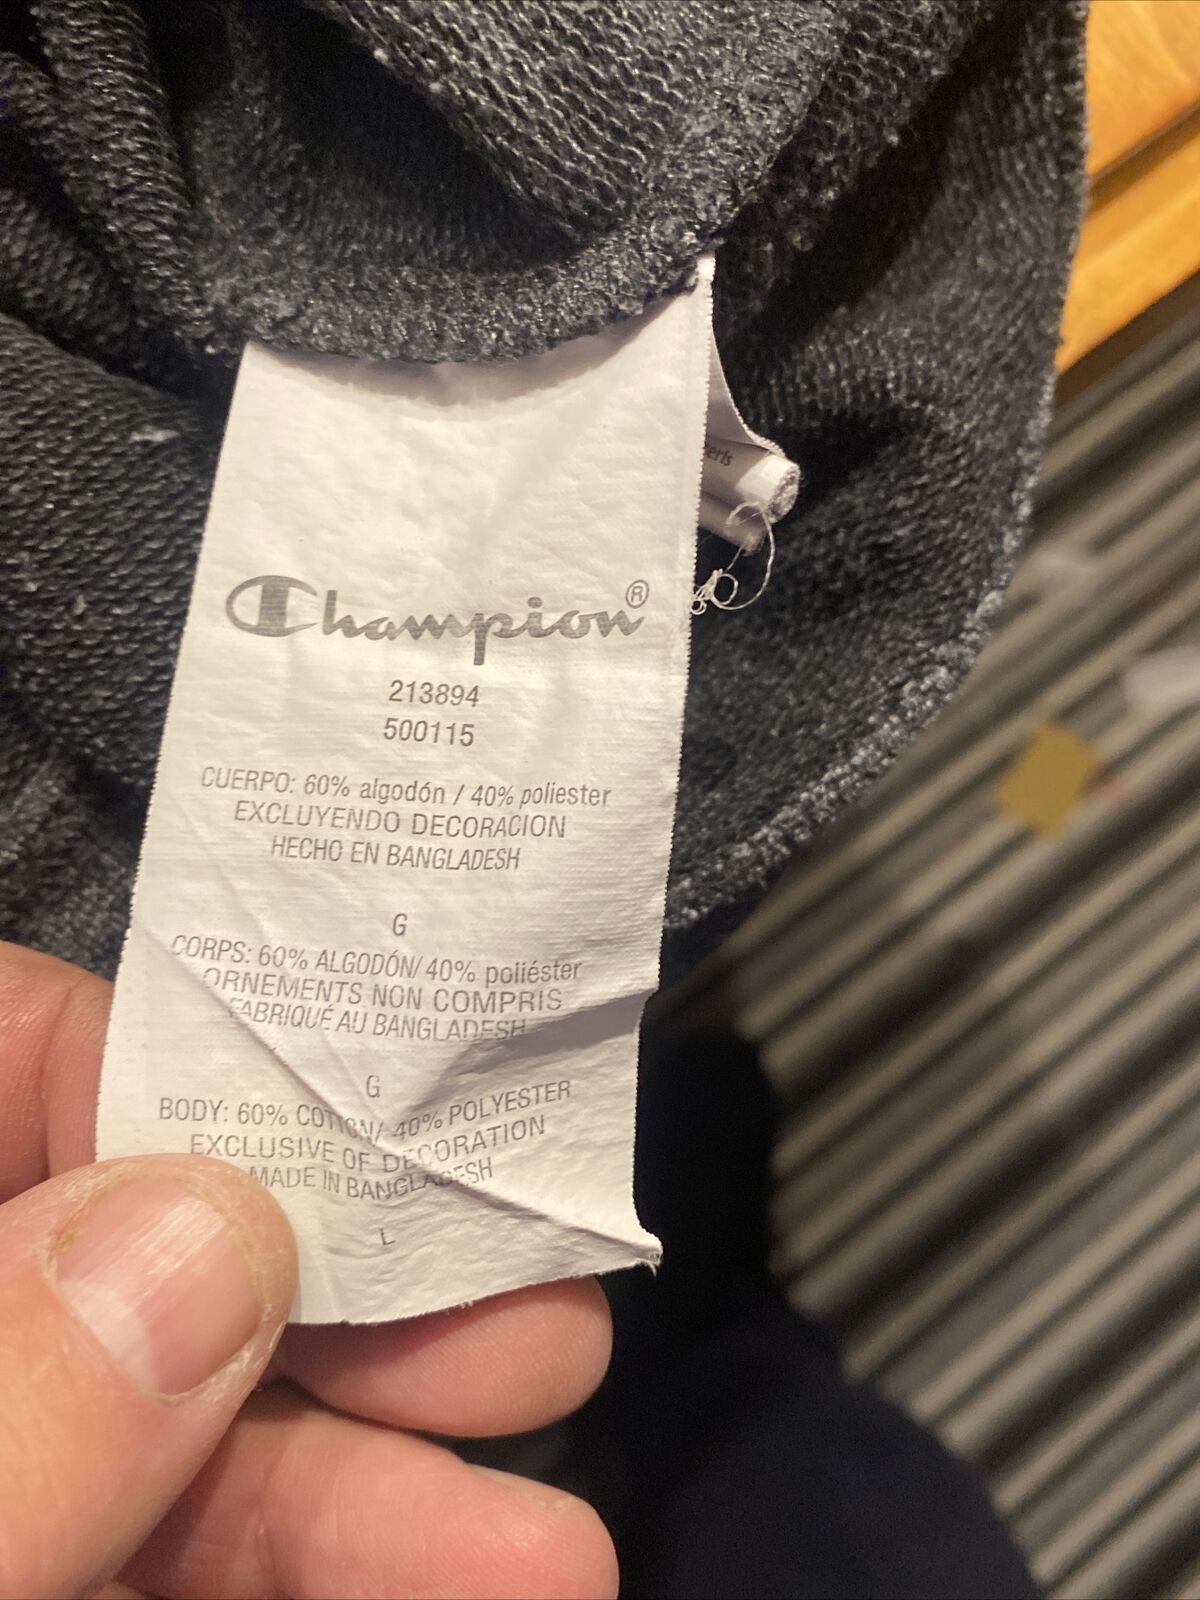 Champion®
213894
500115
CUERPO: 60% algodón / 40% poliester
EXCLUYENDO DECORACION
HECHO EN BANGLADESH
G
CORPS: 60% ALGODÓN/ 40% poliéster
ORNEMENTS NON COMPRIS
FABRIQUÉ AU BANGLADESH
G
BODY: 60% COTTON/ 40% POLYESTER
EXCLUSIVE OF DECORATION
MADE IN BANGLADESH
L